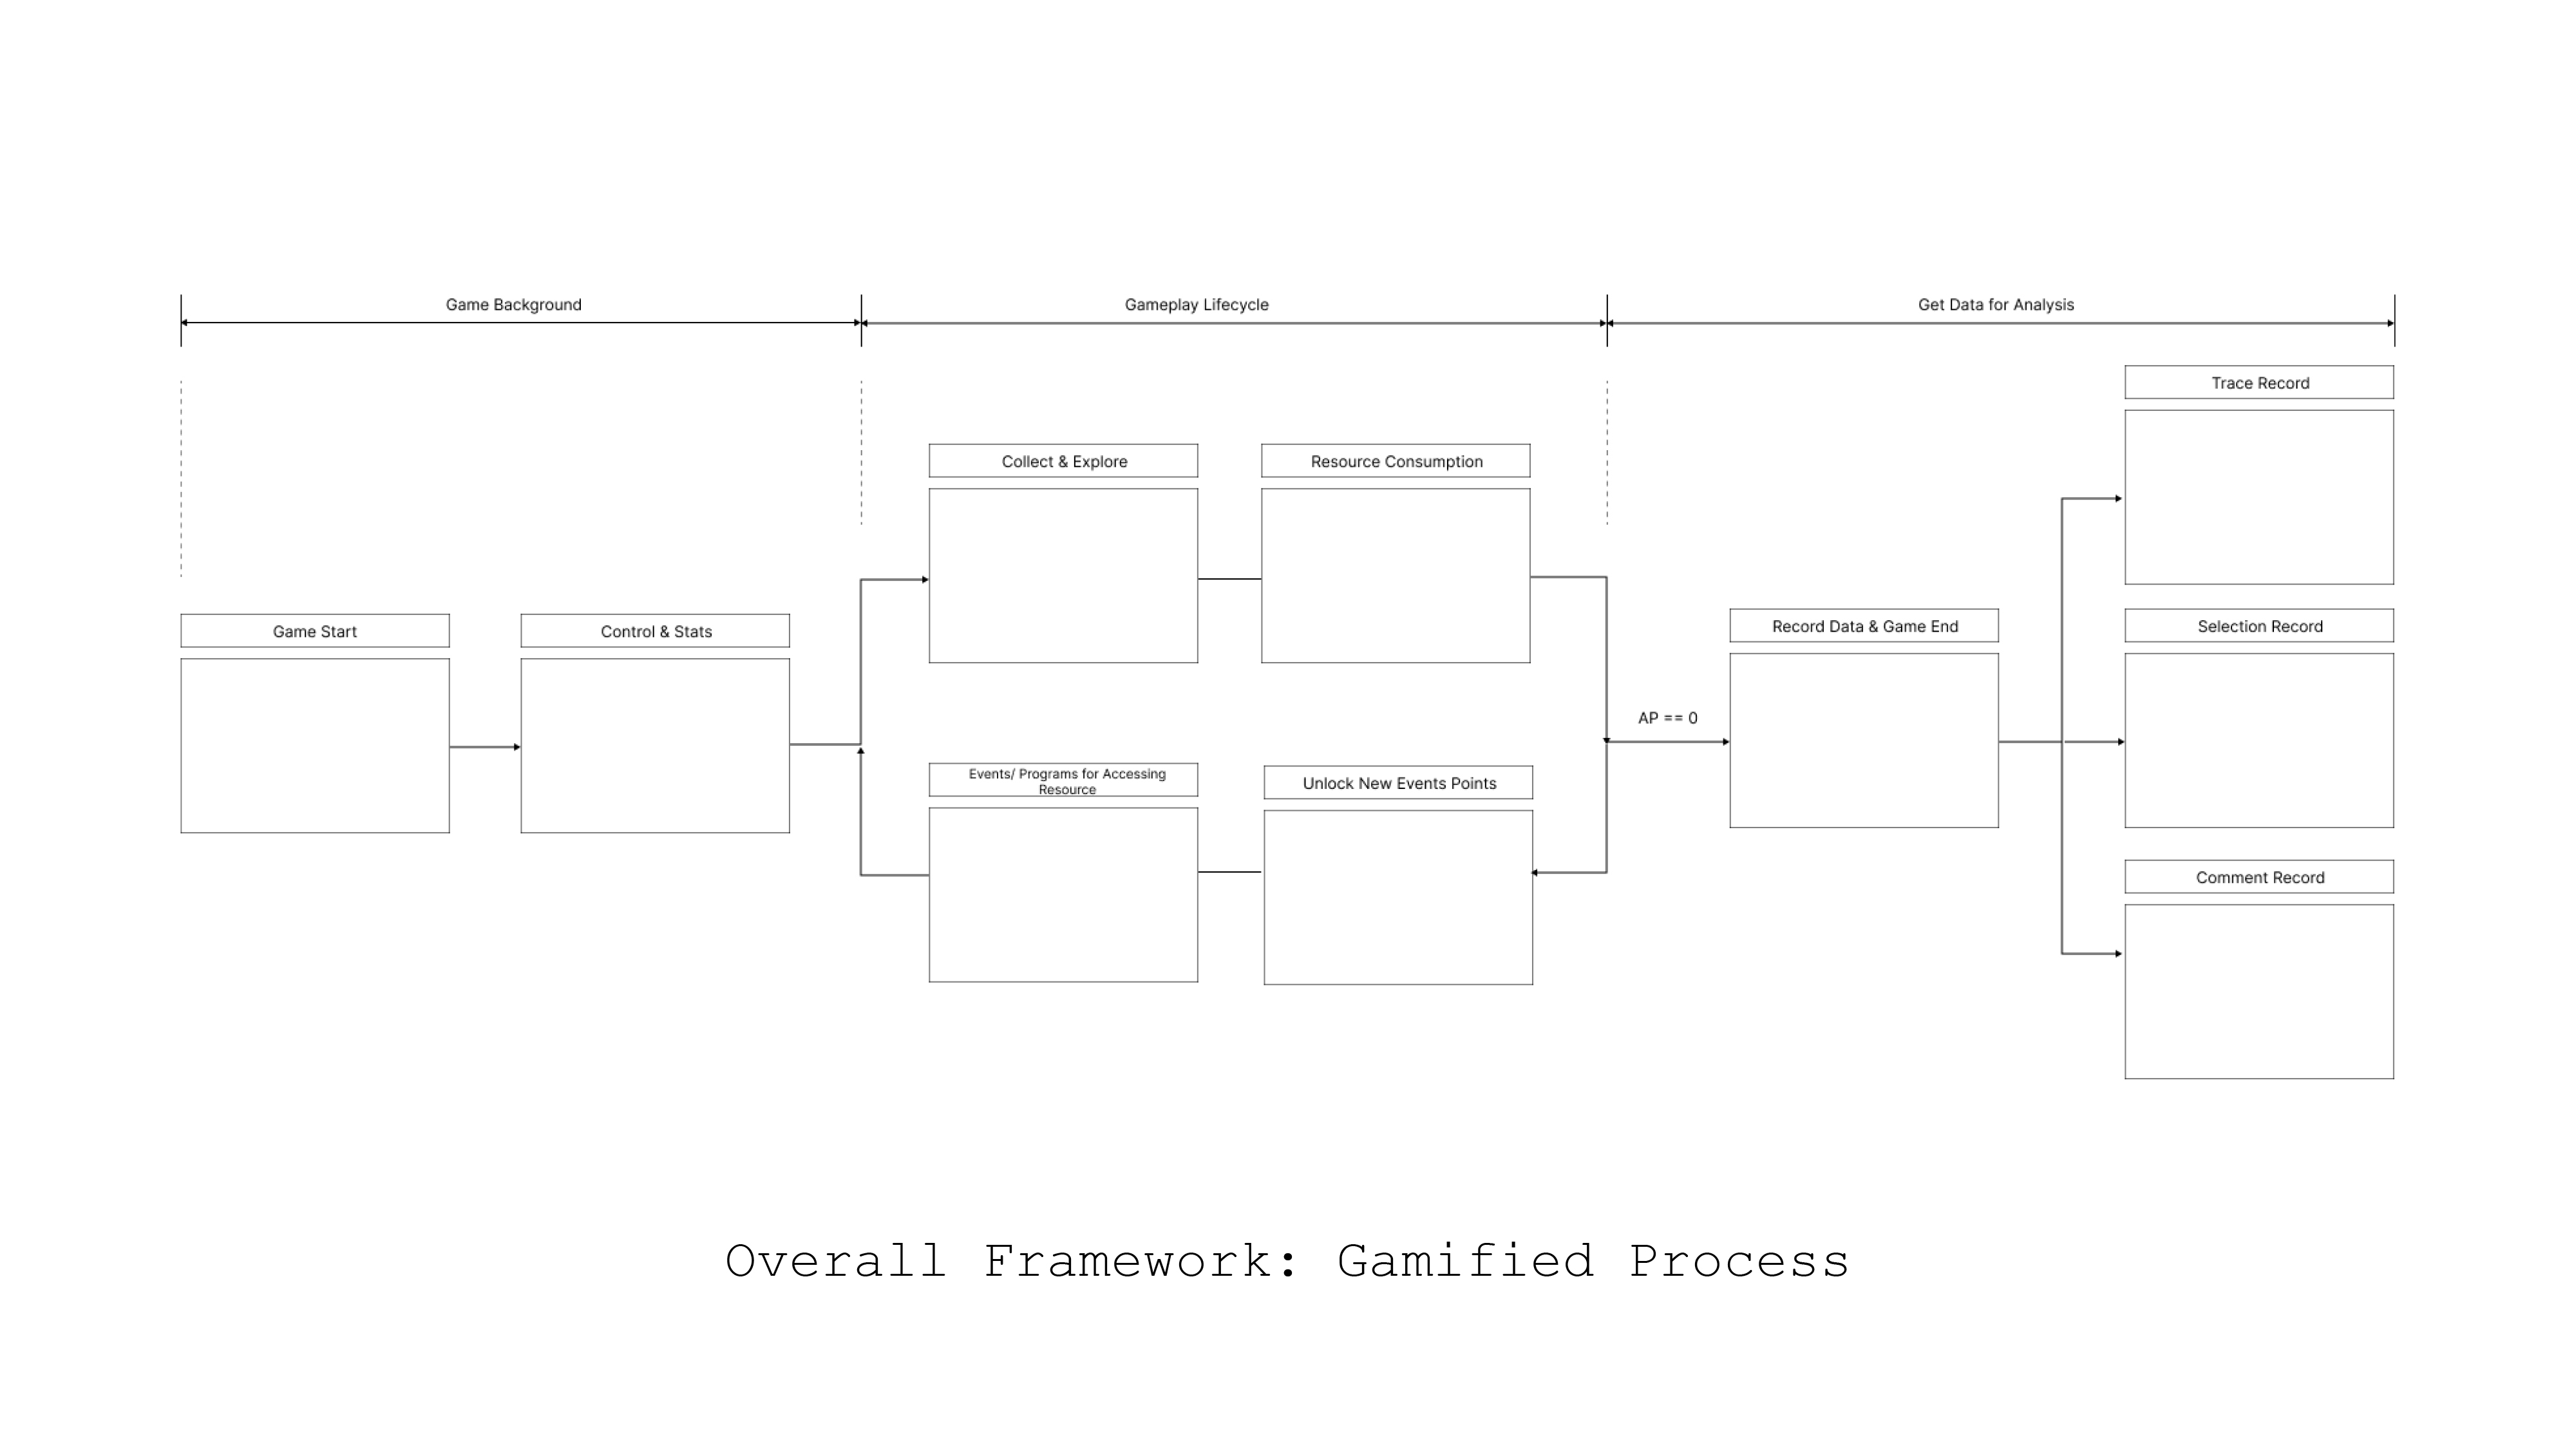 Game Background
Gameplay Lifecycle
Get Data for Analysis
Trace Record
Collect & Explore
Resource Consumption
Game Start
Control & Stats
Record Data & Game End
Selection Record
AP == 0
Events/ Programs for Accessing
Resource
Unlock New Events Points
Comment Record
Overall Framework: Gamified Process